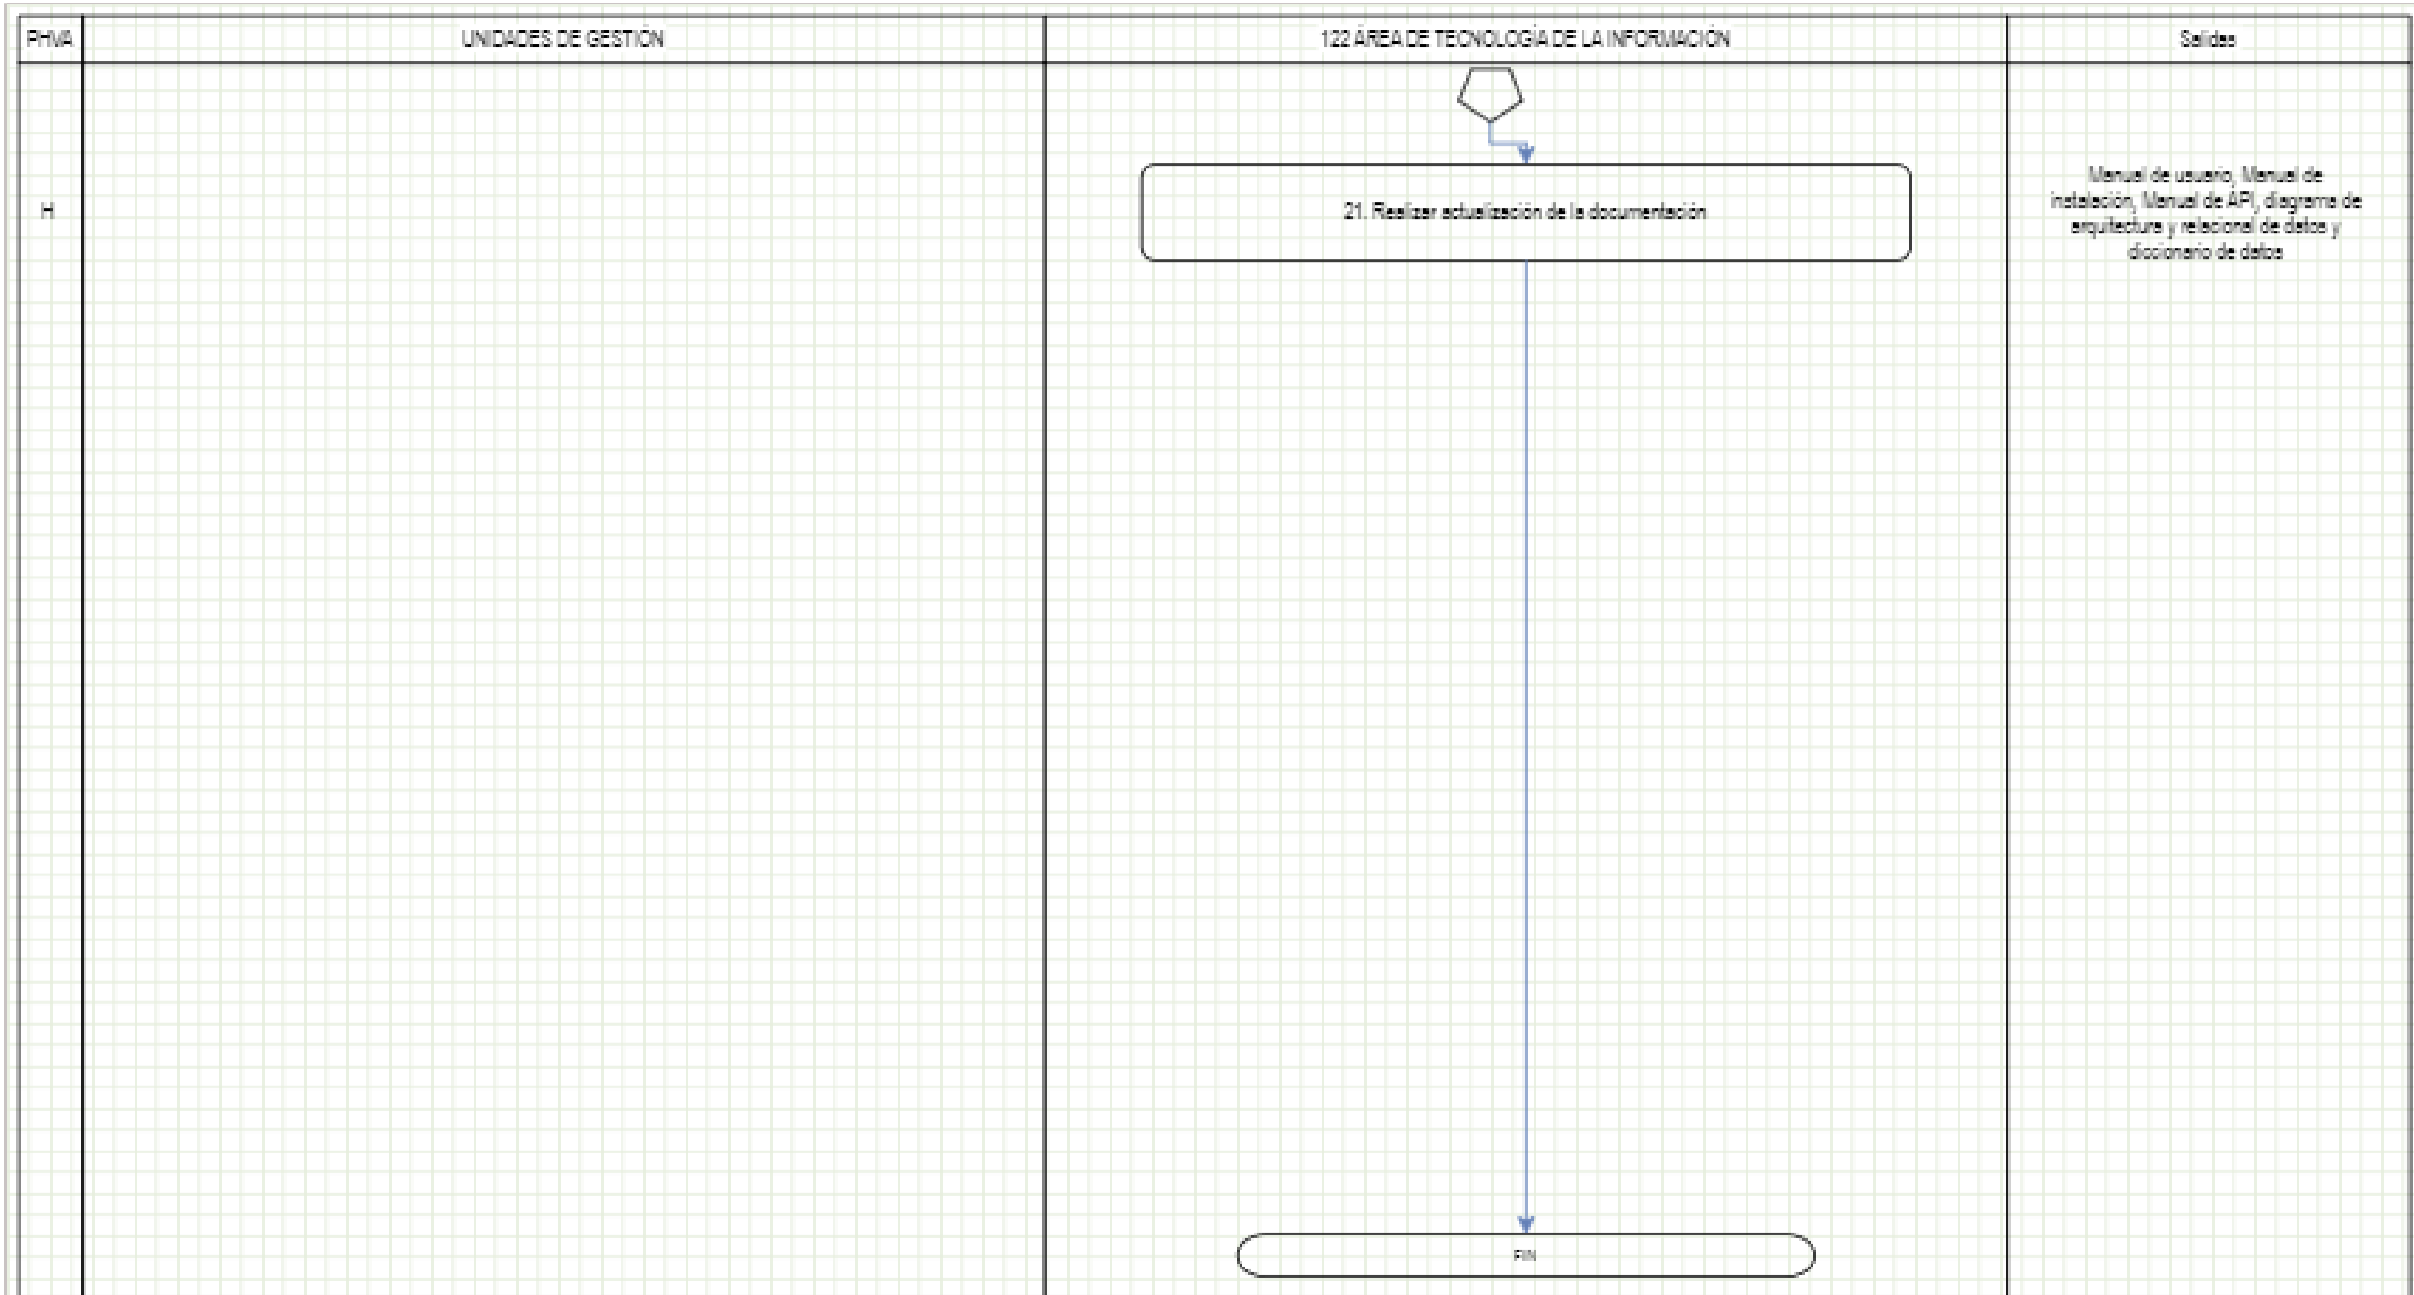 PHVA
UNIDADES DE GESTIÓN
122 ÁREA DE TECNOLOGÍA DE LA INFORMACIÓN
Salidas
H
21. Realizar actualización de la documentación
Manual de usuario, Manual de
instalación, Manual de API, diagrama de
arquitectura y relacional de datos y
diccionario de datos
FIN